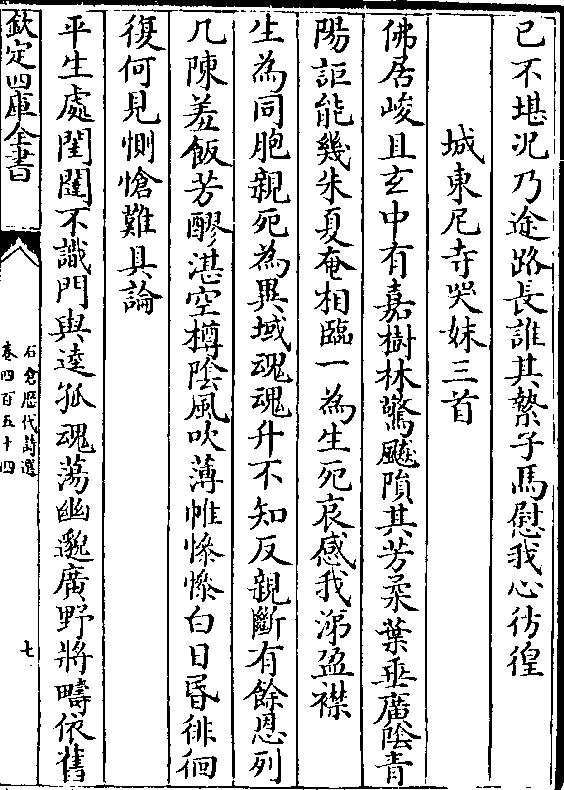 已不堪况乃途路長誰其縶子馬慰我心彷徨
城東尼寺哭妹三首
佛居峻且玄中有嘉樹林驚飈隕其芳柔葉垂廣陰青
陽詎能幾朱夏奄相臨一為生死哀感我涕盈襟
生為同胞親死為異域魂魂升不知反親斷有餘恩列
几陳羞飯芳醪湛空樽陰風吹薄帷慘慘白日昏徘徊
復何見惻愴難具論
平生處閨闥不識門與逵孤魂蕩幽邈廣野將疇依舊
欽定四庫全書
石倉歷代詩選
卷四百五十四
七